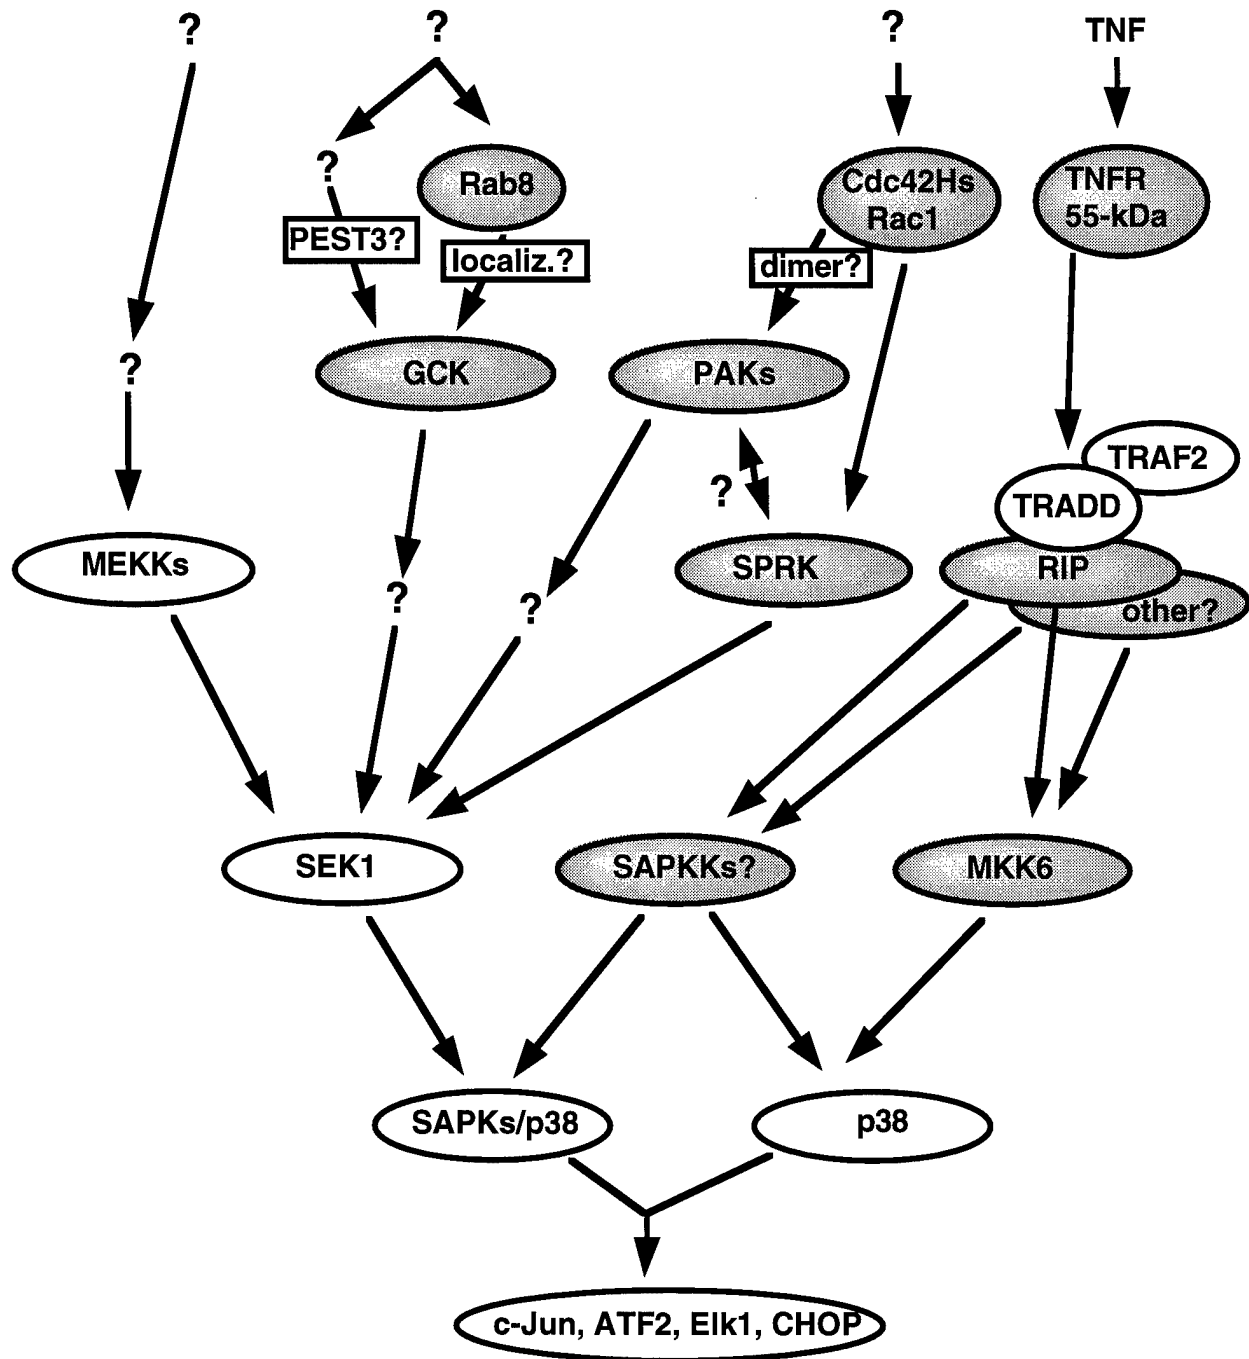 ?
?
?
TNF
?
Rab8
Cdc42Hs
Rac1
TNFR
55-kDa
PEST3?
localiz.?
dimer?
?
GCK
PAKs
TRAF2
?
TRADD
MEKKs
SPRK
RIP
?
?
other?
SEK1
SAPKKs?
MKK6
SAPKs/p38
p38
c-Jun, ATF2, Elk1, CHOP